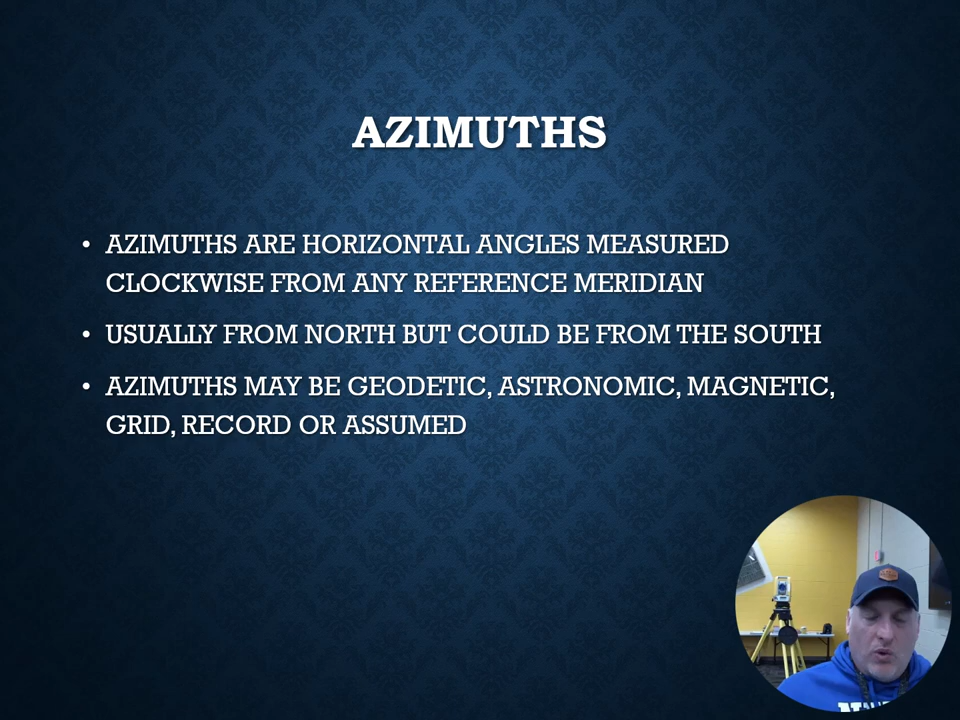 AZIMUTHS
• AZIMUTHS ARE HORIZONTAL ANGLES MEASURED
CLOCKWISE FROM ANY REFERENCE MERIDIAN
• USUALLY FROM NORTH BUT COULD BE FROM THE SOUTH
• AZIMUTHS MAY BE GEODETIC, ASTRONOMIC, MAGNETIC,
GRID, RECORD OR ASSUMED